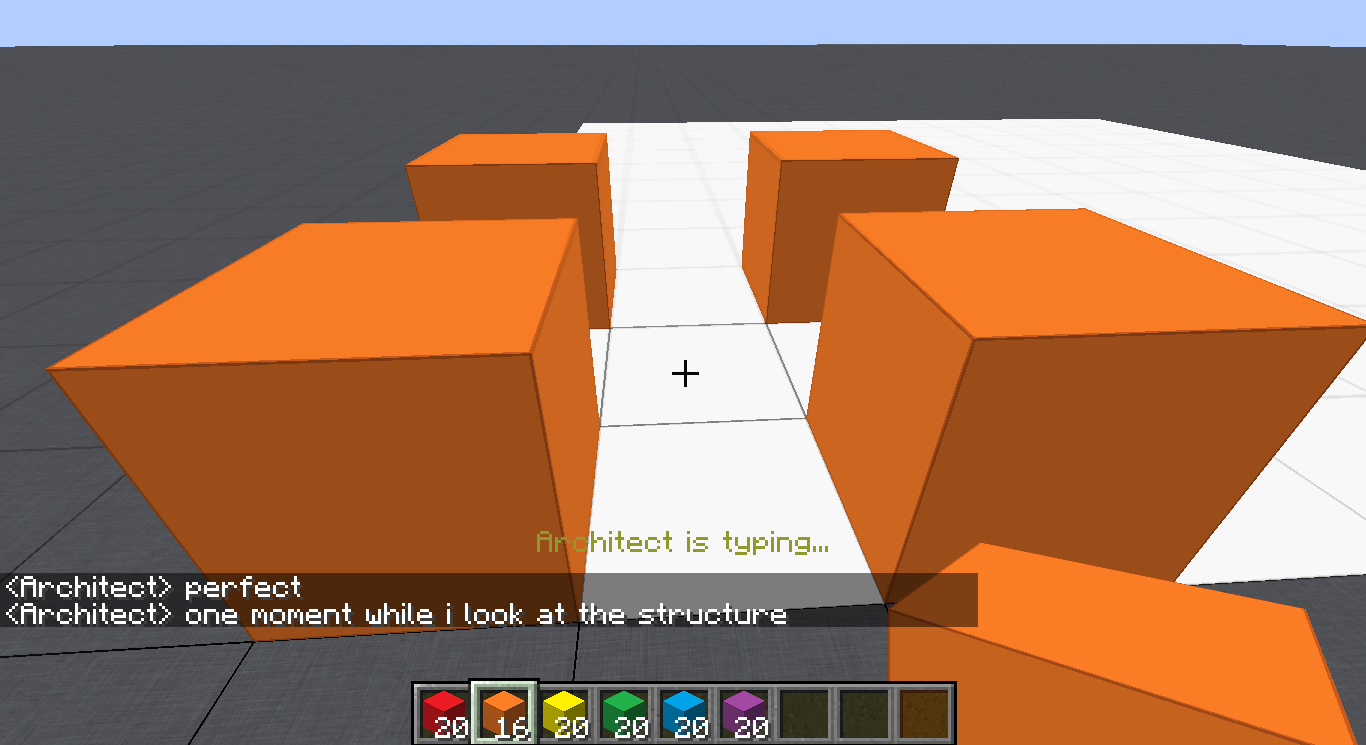 Architect is typing...
<Architect> perfect
<Architect> one moment while i look at the structure
20 16 20 20 20 20